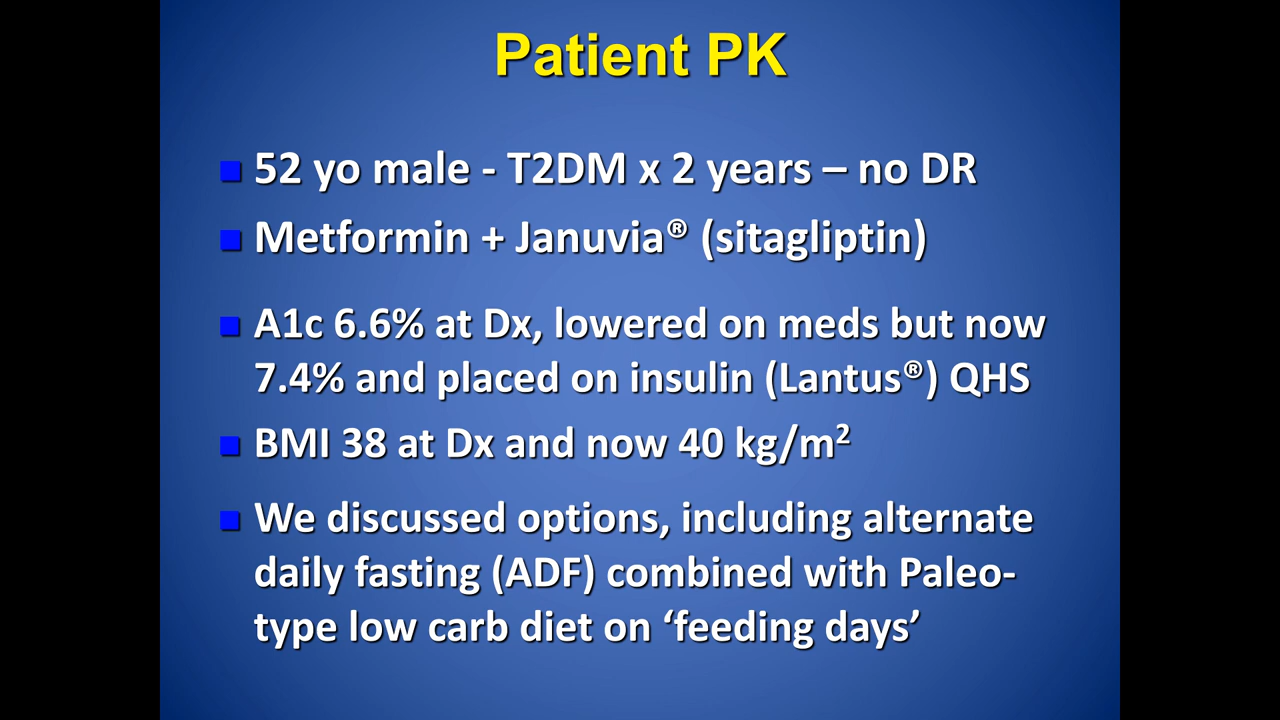 Patient PK
52 yo male - T2DM x 2 years – no DR
Metformin + Januvia® (sitagliptin)
A1c 6.6% at Dx, lowered on meds but now
7.4% and placed on insulin (Lantus®) QHS
BMI 38 at Dx and now 40 kg/m²
We discussed options, including alternate
daily fasting (ADF) combined with Paleo-
type low carb diet on ‘feeding days’